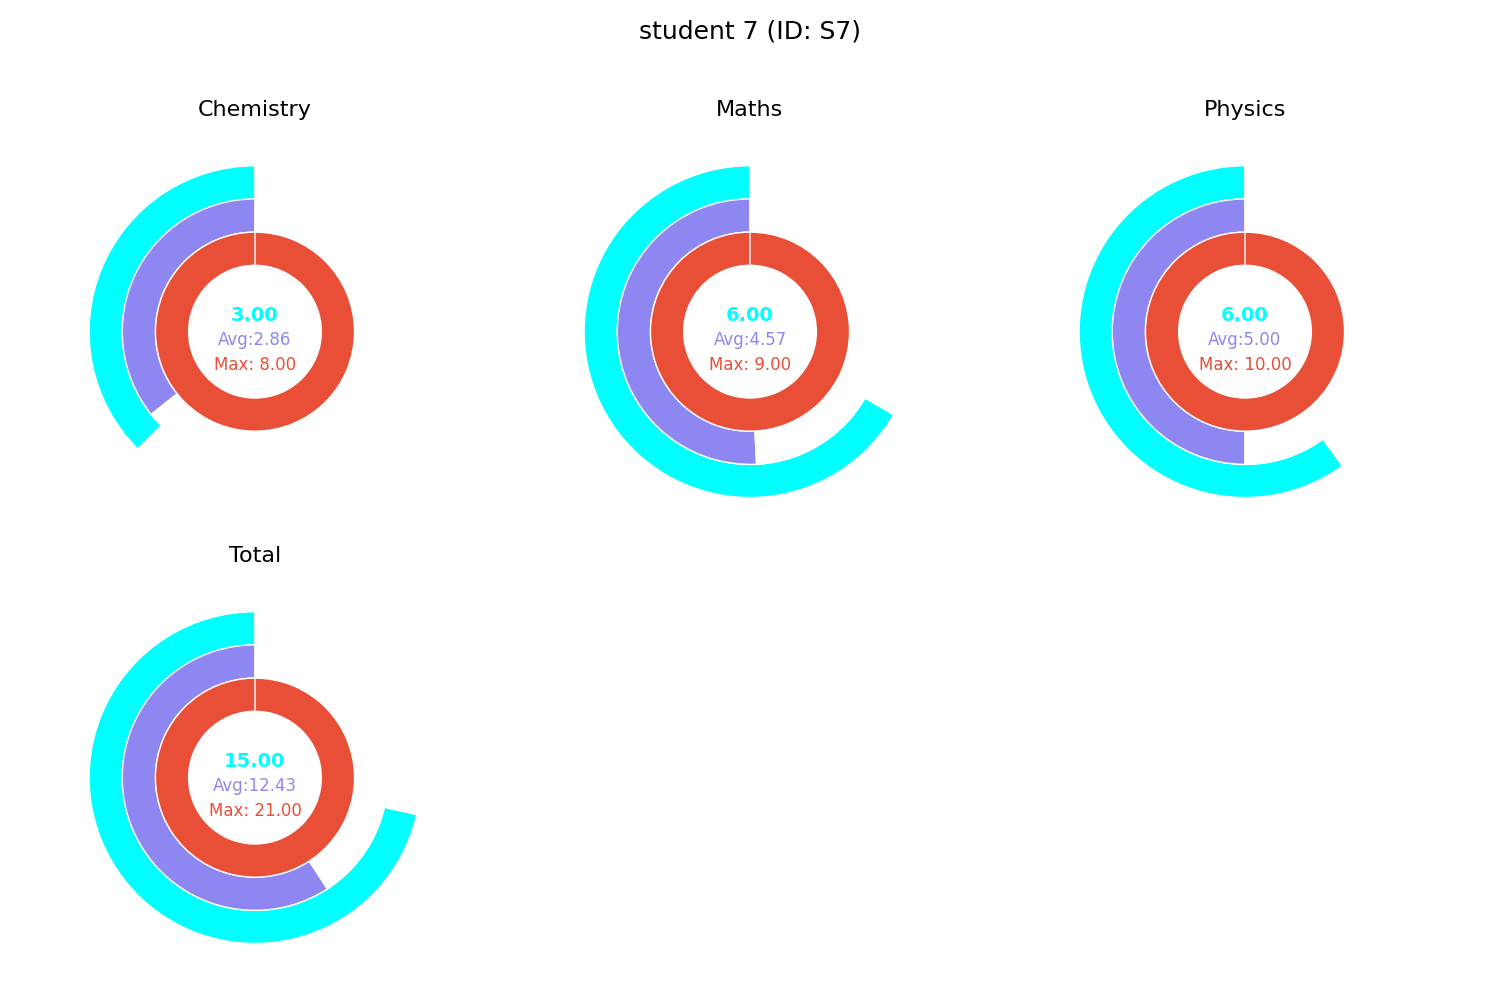 student 7 (ID: S7)
Chemistry
3.00
Avg:2.86
Max: 8.00
Maths
6.00
Avg:4.57
Max: 9.00
Physics
6.00
Avg:5.00
Max: 10.00
Total
15.00
Avg:12.43
Max: 21.00